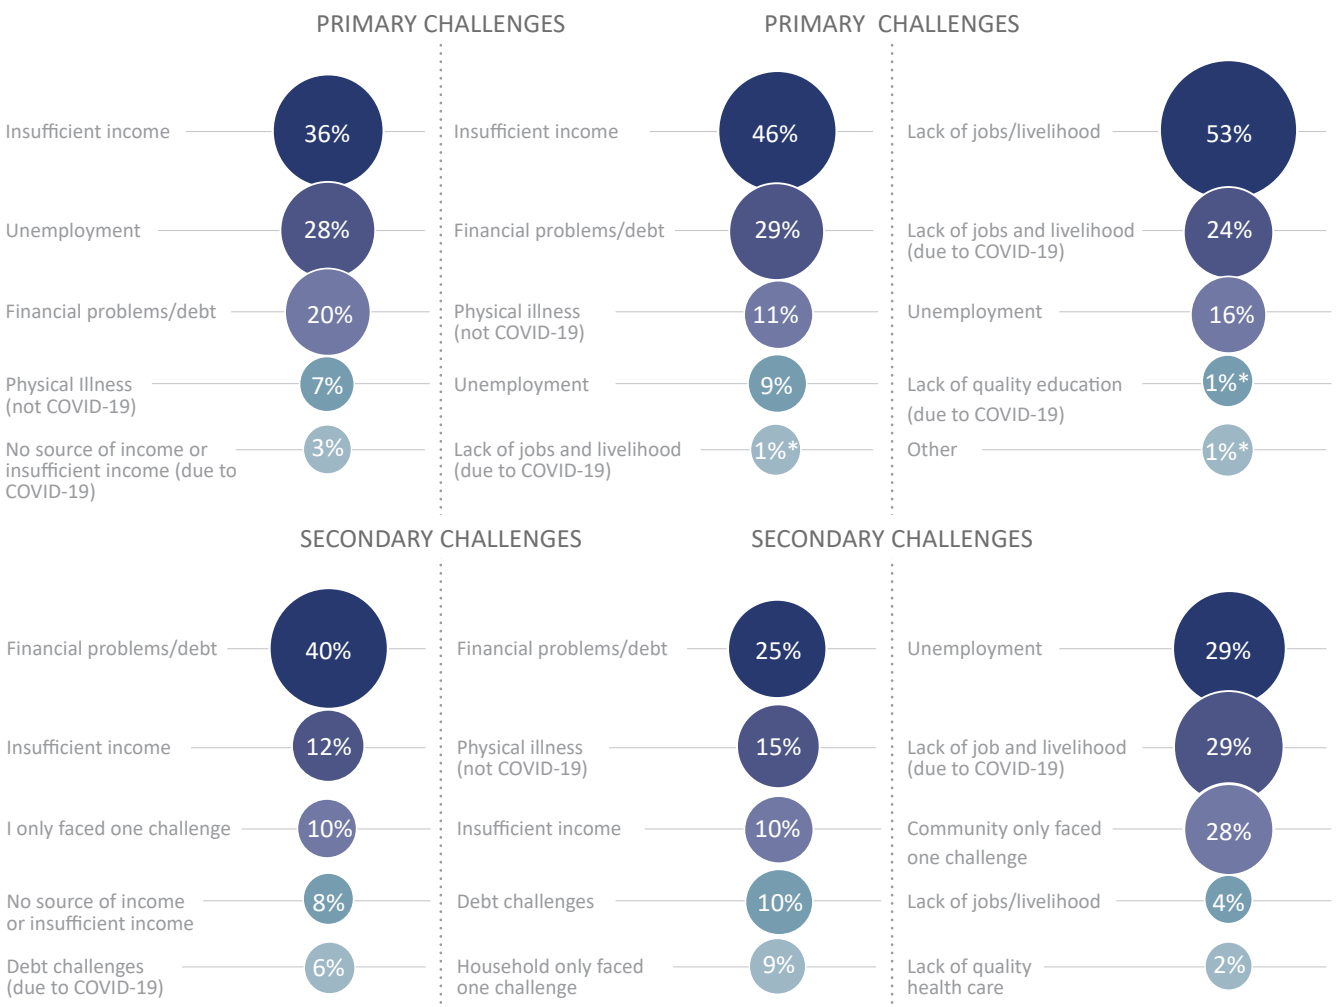 PRIMARY CHALLENGES
PRIMARY CHALLENGES
Insufficient income
36%
Unemployment
28%
Financial problems/debt
20%
Physical Illness
(not COVID-19)
7%
No source of income or
insufficient income (due to
COVID-19)
3%
Insufficient income
46%
Financial problems/debt
29%
Physical illness
(not COVID-19)
11%
Unemployment
9%
Lack of jobs and livelihood
(due to COVID-19)
1%*
Lack of jobs/livelihood
53%
Lack of jobs and livelihood
(due to COVID-19)
24%
Unemployment
16%
Lack of quality education
(due to COVID-19)
1%*
Other
1%*
SECONDARY CHALLENGES
SECONDARY CHALLENGES
Financial problems/debt
40%
Insufficient income
12%
I only faced one challenge
10%
No source of income
or insufficient income
8%
Debt challenges
(due to COVID-19)
6%
Financial problems/debt
25%
Physical illness
(not COVID-19)
15%
Insufficient income
10%
Debt challenges
10%
Household only faced
one challenge
9%
Unemployment
29%
Lack of job and livelihood
(due to COVID-19)
29%
Community only faced
one challenge
28%
Lack of jobs/livelihood
4%
Lack of quality
health care
2%